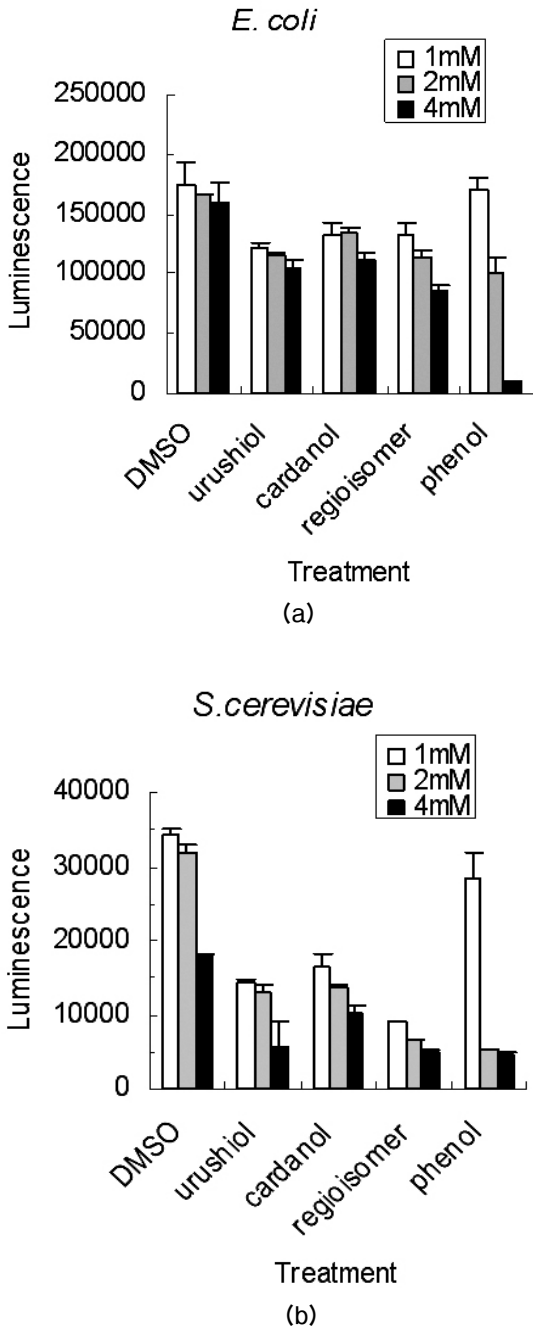 E. coli
1mM
2mM
4mM
250000
200000
150000
100000
50000
0
Luminescence
DMSO
urushiol
cardanol
regioisomer
phenol
Treatment
(a)
S.cerevisiae
1mM
2mM
4mM
40000
30000
20000
10000
0
Luminescence
DMSO
urushiol
cardanol
regioisomer
phenol
Treatment
(b)